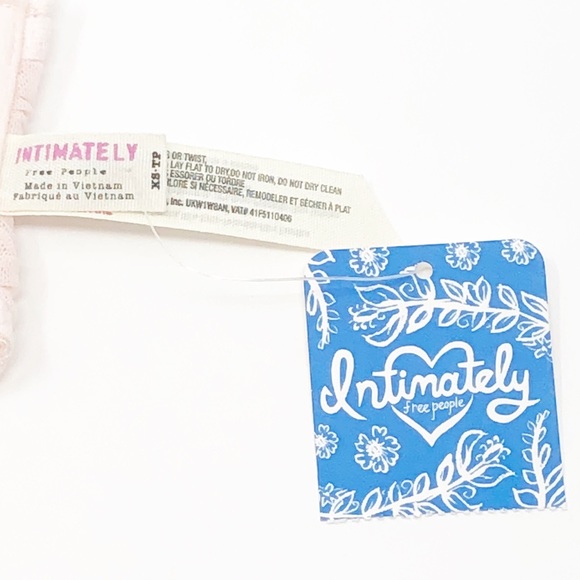 INTIMATELY
Free People
Made in Vietnam
Fabriqué au Vietnam
XS-TP
OR TWIST,
LAY FLAT TO DRY,DO NOT IRON, DO NOT DRY CLEAN
ESSORER OU TORDRE
SI NÉCESSAIRE, REMODELER ET SÉCHER À PLAT
Inc. UKW1W8AN, VAT# 41F5110406
Intimately
free people